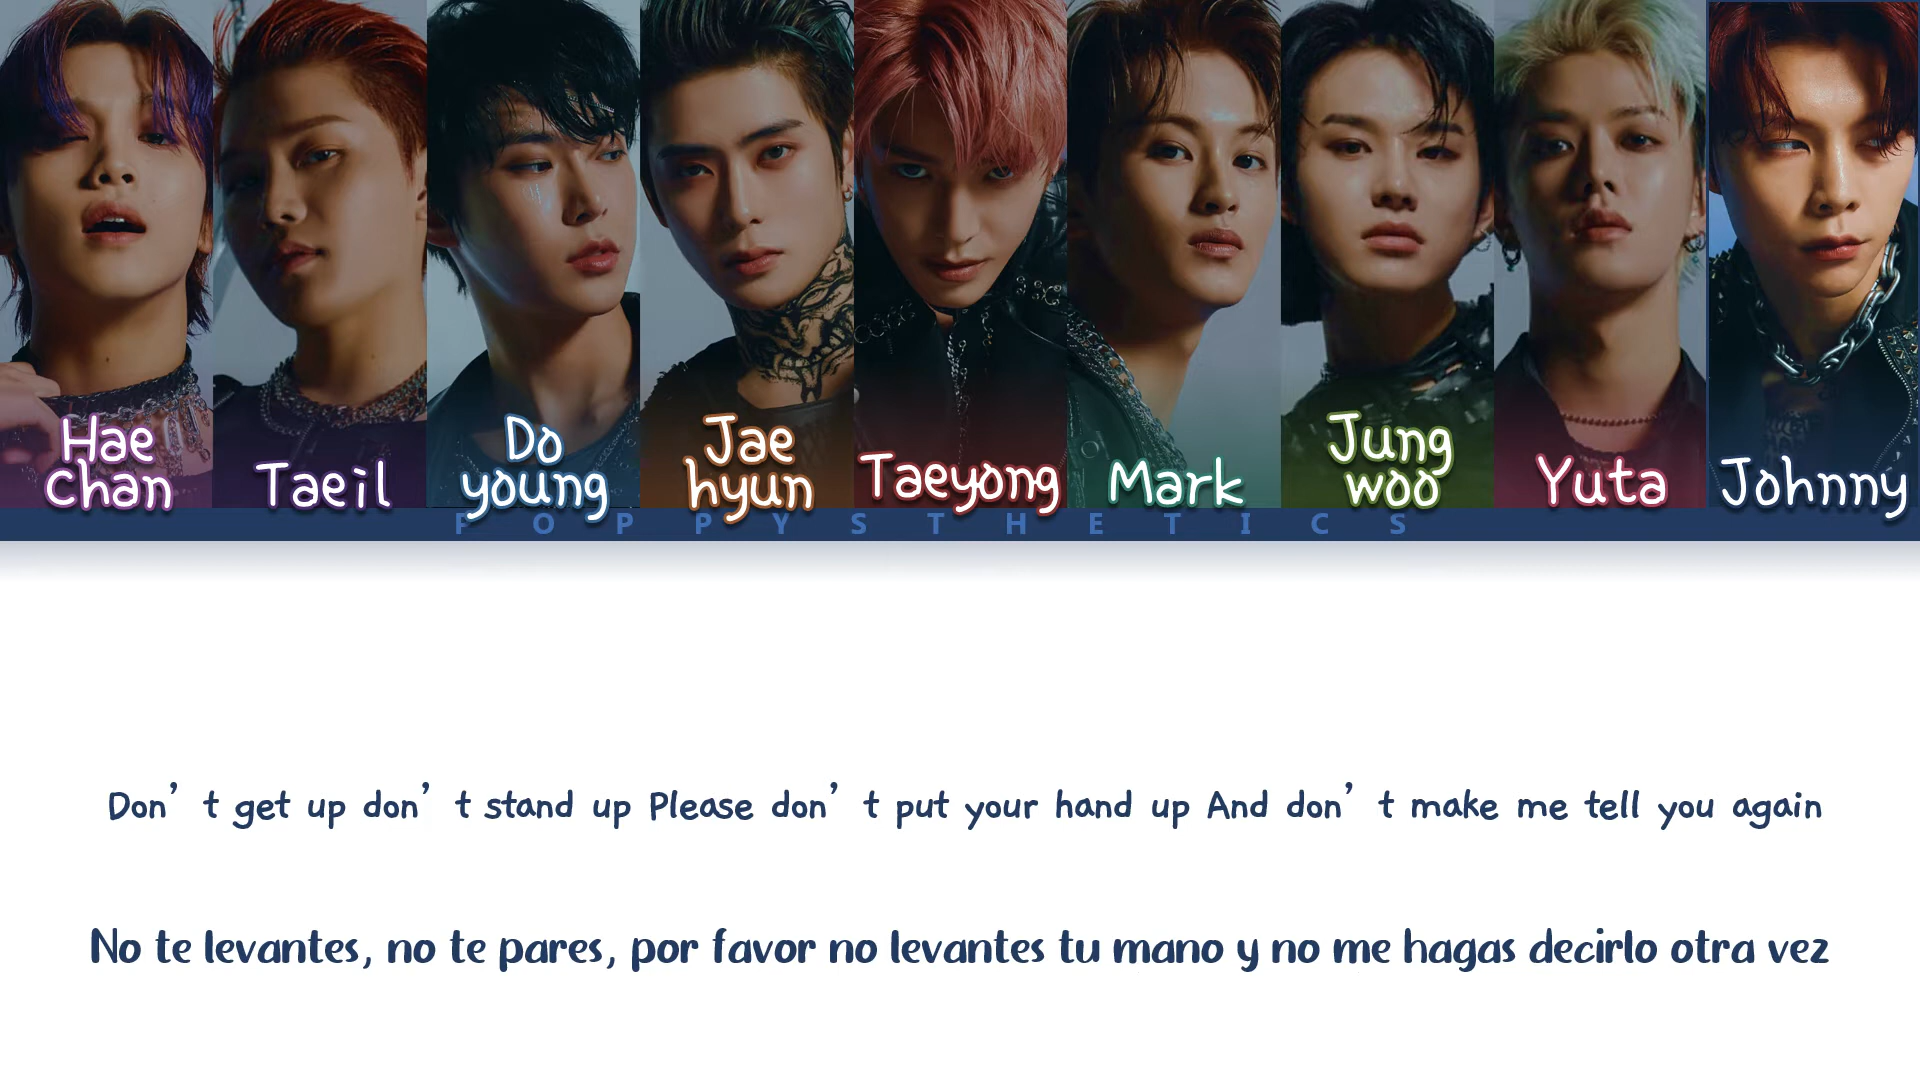 Hae
chan
Taeil
Do
young
Jae
hyun
Taeyong
Mark
Jung
woo
Yuta
Johnny
FOPPYSTHETICS
Don’t get up don’t stand up Please don’t put your hand up And don’t make me tell you again
No te levantes, no te pares, por favor no levantes tu mano y no me hagas decirlo otra vez